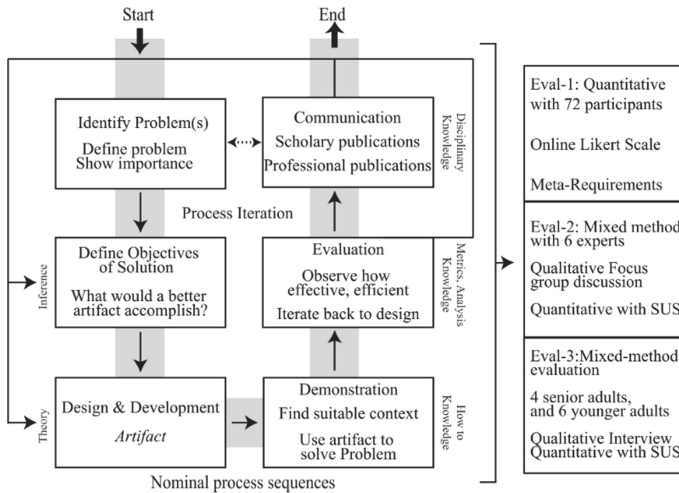 Start
End
Identify Problem(s)
Define problem
Show importance
Communication
Scholary publications
Professional publications
Disciplinary
Knowledge
Process Iteration
Inference
Define Objectives
of Solution
What would a better
artifact accomplish?
Evaluation
Observe how
effective, efficient
Iterate back to design
Metrics, Analysis
Knowledge
Theory
Design & Development
Artifact
Demonstration
Find suitable context
Use artifact to
solve Problem
How to
Knowledge
Nominal process sequences
Eval-1: Quantitative
with 72 participants
Online Likert Scale
Meta-Requirements
Eval-2: Mixed method
with 6 experts
Qualitative Focus
group discussion
Quantitative with SUS
Eval-3:Mixed-method
evaluation
4 senior adults,
and 6 younger adults
Qualitative Interview
Quantitative with SUS